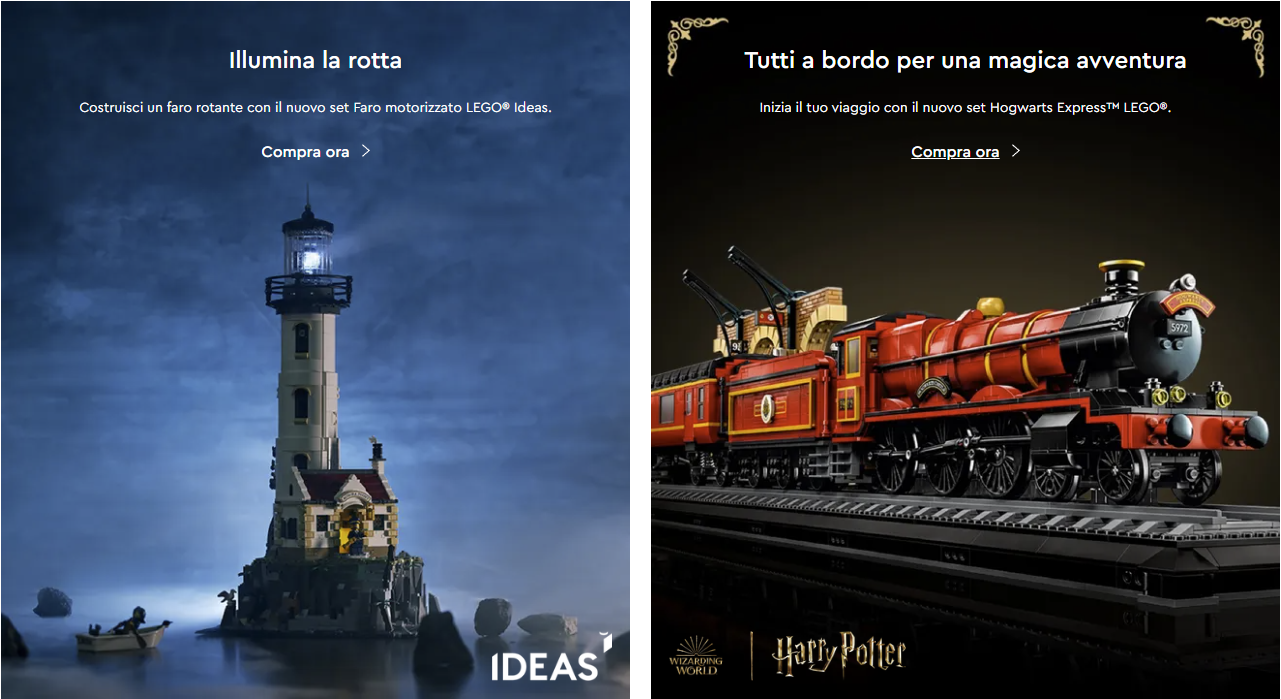 Illumina la rotta
Costruisci un faro rotante con il nuovo set Faro motorizzato LEGO® Ideas.
Compra ora
IDEAS
Tutti a bordo per una magica avventura
Inizia il tuo viaggio con il nuovo set Hogwarts Express™ LEGO®.
Compra ora
5972
WIZARDING
WORLD
Harry Potter